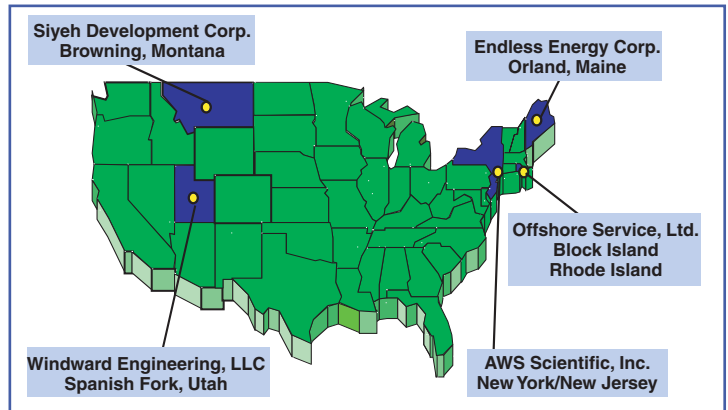 Siyeh Development Corp.
Browning, Montana
Endless Energy Corp.
Orland, Maine
Offshore Service, Ltd.
Block Island
Rhode Island
Windward Engineering, LLC
Spanish Fork, Utah
AWS Scientific, Inc.
New York/New Jersey